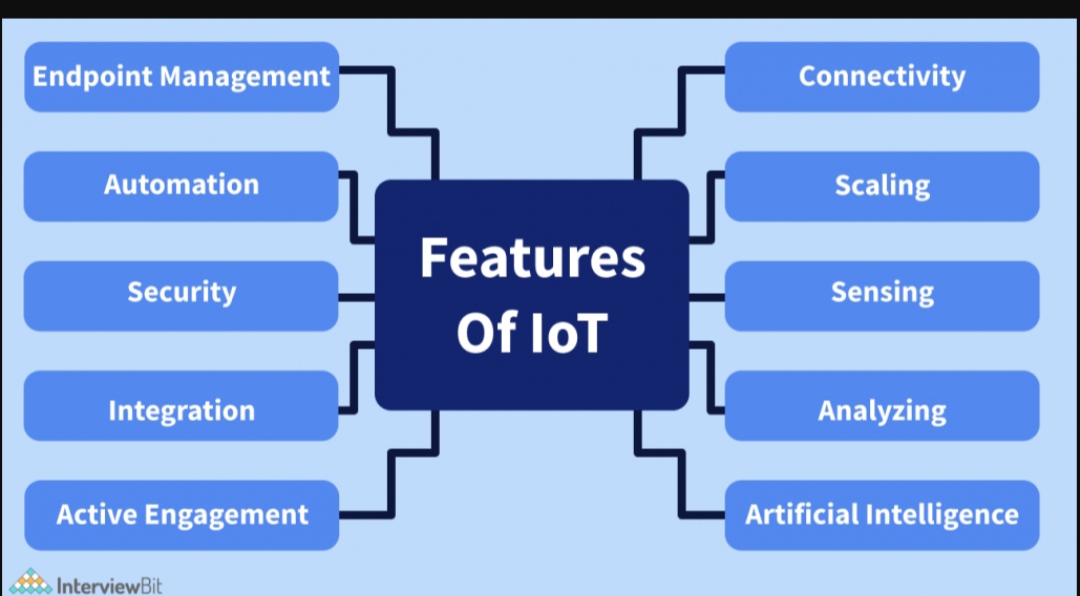 Endpoint Management
Automation
Security
Integration
Active Engagement
Features
Of IoT
Connectivity
Scaling
Sensing
Analyzing
Artificial Intelligence
InterviewBit